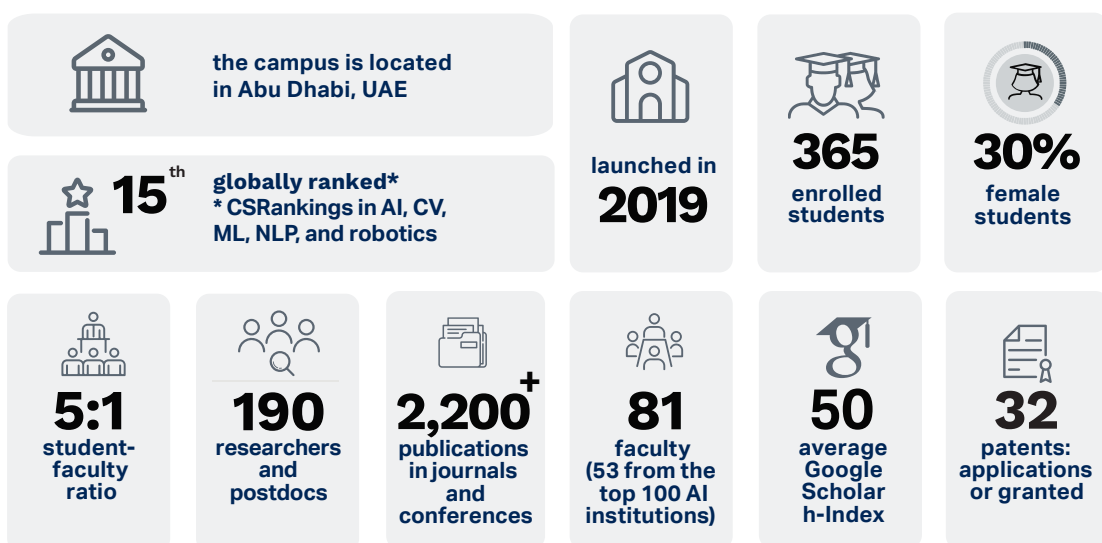 the campus is located
in Abu Dhabi, UAE
15th
globally ranked*
* CSRankings in AI, CV,
ML, NLP, and robotics
launched in
2019
365
enrolled
students
30%
female
students
5:1
student-
faculty
ratio
190
researchers
and
postdocs
2,200+
publications
in journals
and
conferences
81
faculty
(53 from the
top 100 AI
institutions)
50
average
Google
Scholar
h-Index
32
patents:
applications
or granted